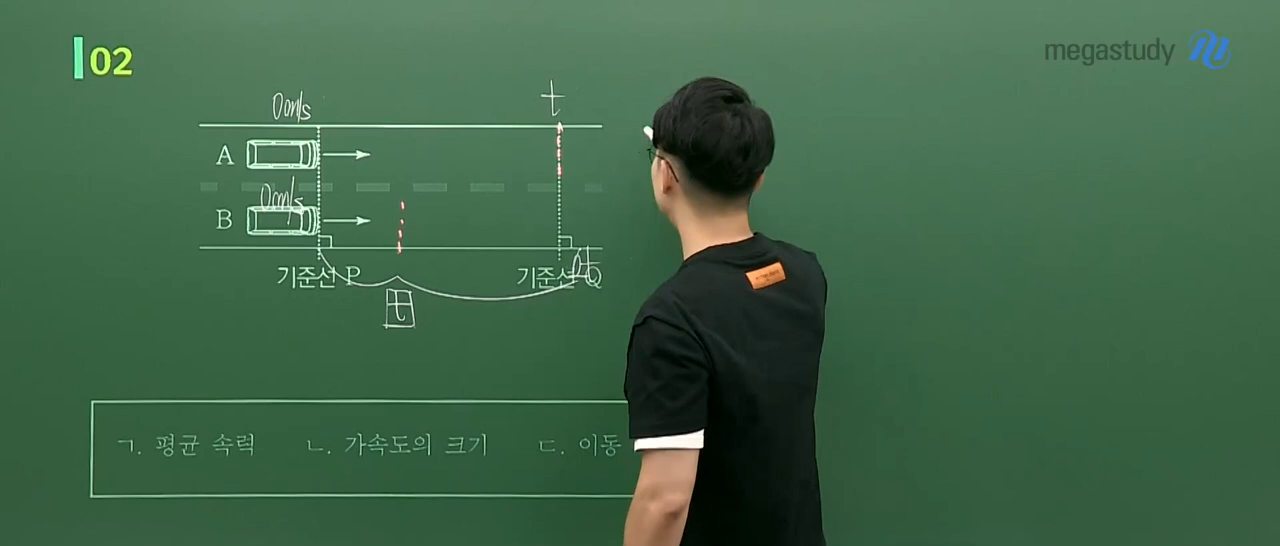 02
megastudy
0m/s
t
A
0m/s
B
기준선 P
기준선 Q
t
ㄱ. 평균 속력 ㄴ. 가속도의 크기 ㄷ. 이동